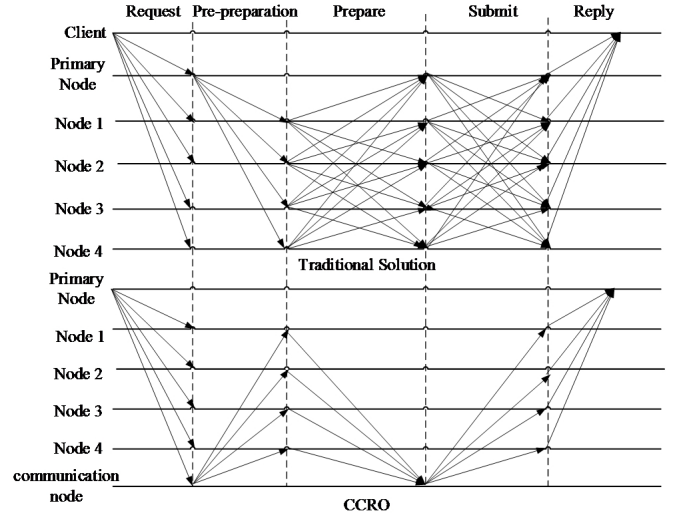 Request Pre-preparation Prepare Submit Reply
Client
Primary
Node
Node 1
Node 2
Node 3
Node 4
Traditional Solution
Primary
Node
Node 1
Node 2
Node 3
Node 4
communication
node
CCRO